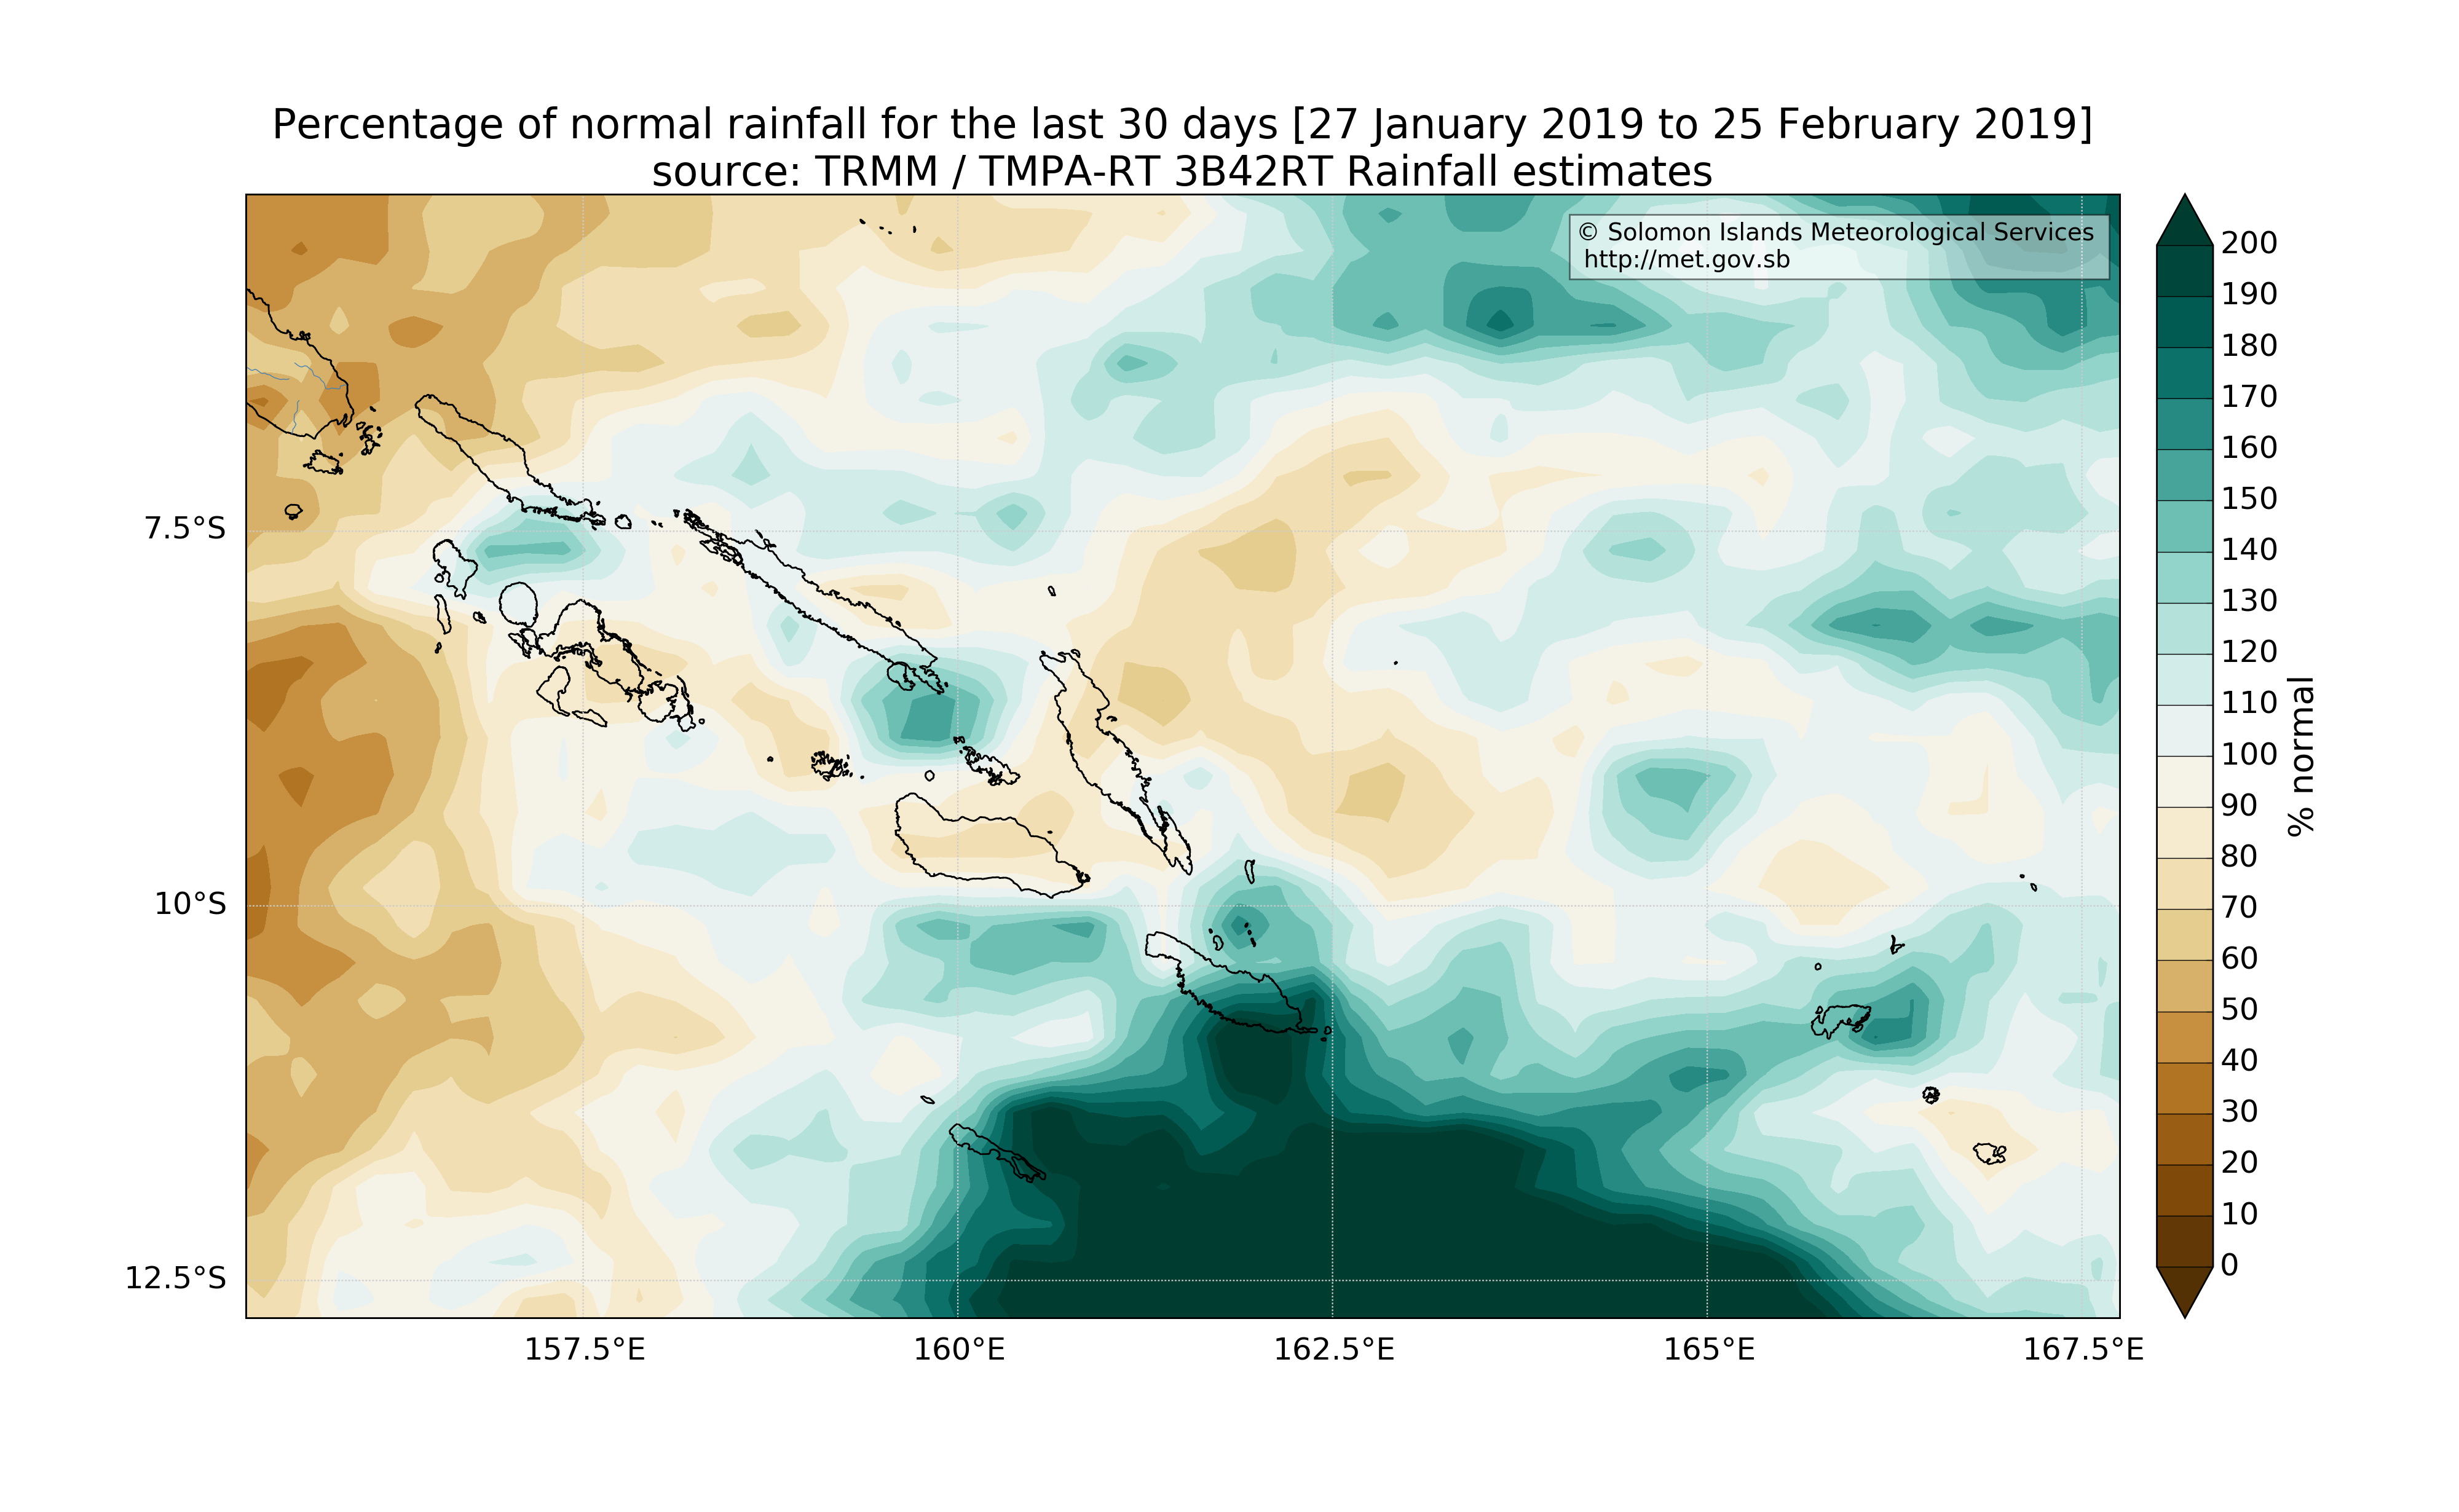 Percentage of normal rainfall for the last 30 days [27 January 2019 to 25 February 2019]
source: TRMM / TMPA-RT 3B42RT Rainfall estimates
© Solomon Islands Meteorological Services
http://met.gov.sb
7.5°S
10°S
12.5°S
157.5°E
160°E
162.5°E
165°E
167.5°E
200
190
180
170
160
150
140
130
120
110
100
90
80
70
60
50
40
30
20
10
0
% normal